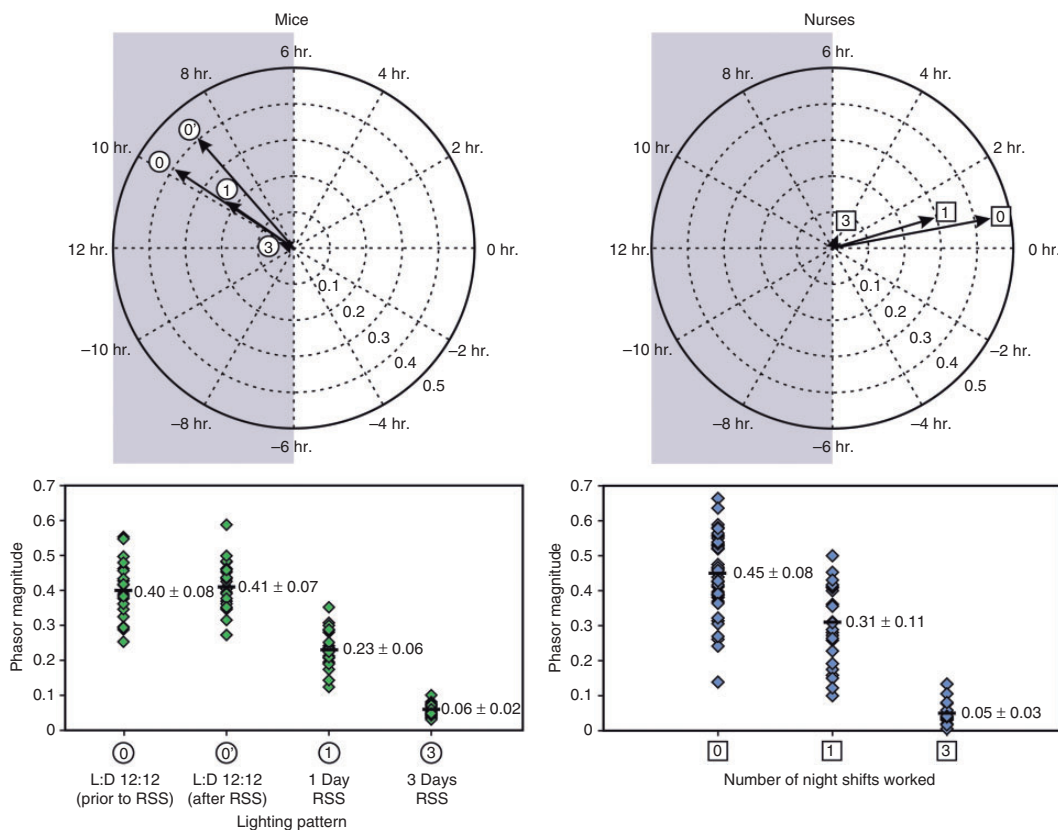 Mice
6 hr.
8 hr.
4 hr.
0'
10 hr.
0
2 hr.
1
3
12 hr.
0 hr.
0.1
0.2
0.3
0.4
0.5
–10 hr.
–2 hr.
–8 hr.
–4 hr.
–6 hr.
Nurses
6 hr.
8 hr.
4 hr.
10 hr.
2 hr.
3
1
0
12 hr.
0 hr.
0.1
0.2
0.3
0.4
0.5
–10 hr.
–2 hr.
–8 hr.
–4 hr.
–6 hr.
Phasor magnitude
0.7
0.6
0.5
0.4
0.3
0.2
0.1
0
0.40 ± 0.08
0.41 ± 0.07
0.23 ± 0.06
0.06 ± 0.02
0
0'
1
3
L:D 12:12
(prior to RSS)
L:D 12:12
(after RSS)
1 Day
RSS
3 Days
RSS
Lighting pattern
Phasor magnitude
0.7
0.6
0.5
0.4
0.3
0.2
0.1
0
0.45 ± 0.08
0.31 ± 0.11
0.05 ± 0.03
0
1
3
Number of night shifts worked